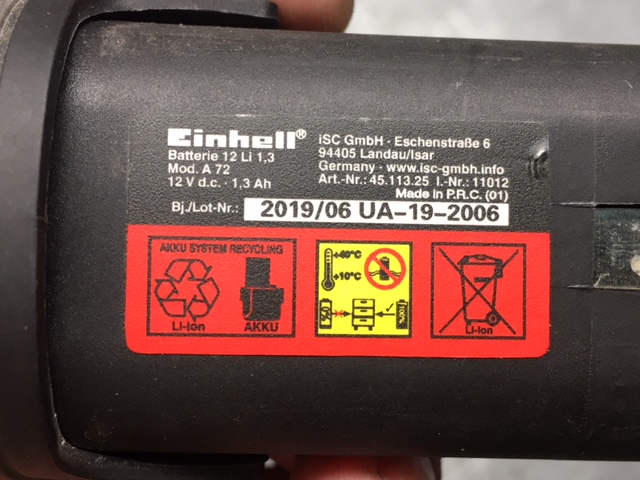 Einhell®
Batterie 12 Li 1,3
Mod. A 72
12 V d.c. · 1,3 Ah
iSC GmbH · Eschenstraße 6
94405 Landau/Isar
Germany · www.isc-gmbh.info
Art.-Nr.: 45.113.25 I.-Nr.: 11012
Made in P.R.C. (01)
Bj./Lot-Nr.: 2019/06 UA-19-2006
AKKU SYSTEM RECYCLING
Li-Ion
AKKU
+40°C
+10°C
100%
Li-Ion